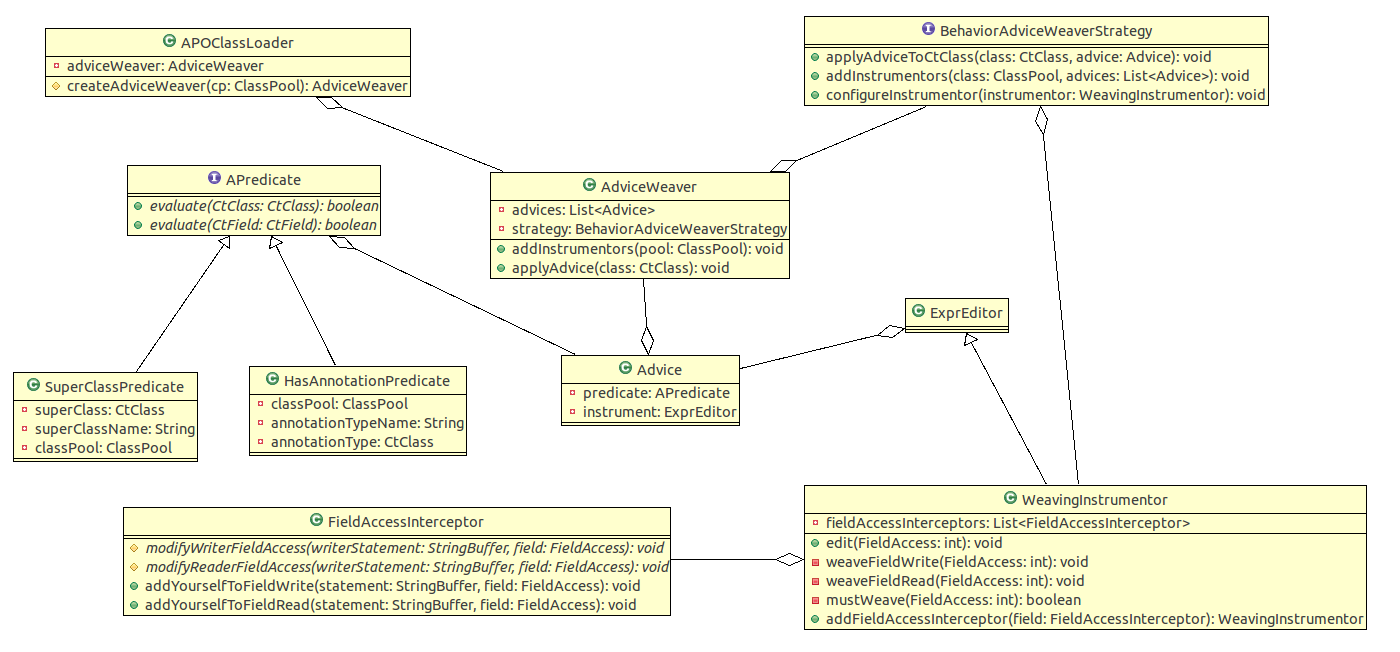 APOClassLoader
adviceWeaver: AdviceWeaver
createAdviceWeaver(cp: ClassPool): AdviceWeaver
BehaviorAdviceWeaverStrategy
applyAdviceToCtClass(class: CtClass, advice: Advice): void
addInstrumentors(class: ClassPool, advices: List<Advice>): void
configureInstrumentor(instrumentor: WeavingInstrumentor): void
APredicate
evaluate(CtClass: CtClass): boolean
evaluate(CtField: CtField): boolean
AdviceWeaver
advices: List<Advice>
strategy: BehaviorAdviceWeaverStrategy
addInstrumentors(pool: ClassPool): void
applyAdvice(class: CtClass): void
ExprEditor
SuperClassPredicate
superClass: CtClass
superClassName: String
classPool: ClassPool
HasAnnotationPredicate
classPool: ClassPool
annotationTypeName: String
annotationType: CtClass
Advice
predicate: APredicate
instrument: ExprEditor
FieldAccessInterceptor
modifyWriterFieldAccess(writerStatement: StringBuffer, field: FieldAccess): void
modifyReaderFieldAccess(writerStatement: StringBuffer, field: FieldAccess): void
addYourselfToFieldWrite(statement: StringBuffer, field: FieldAccess): void
addYourselfToFieldRead(statement: StringBuffer, field: FieldAccess): void
WeavingInstrumentor
fieldAccessInterceptors: List<FieldAccessInterceptor>
edit(FieldAccess: int): void
weaveFieldWrite(FieldAccess: int): void
weaveFieldRead(FieldAccess: int): void
mustWeave(FieldAccess: int): boolean
addFieldAccessInterceptor(field: FieldAccessInterceptor): WeavingInstrumentor